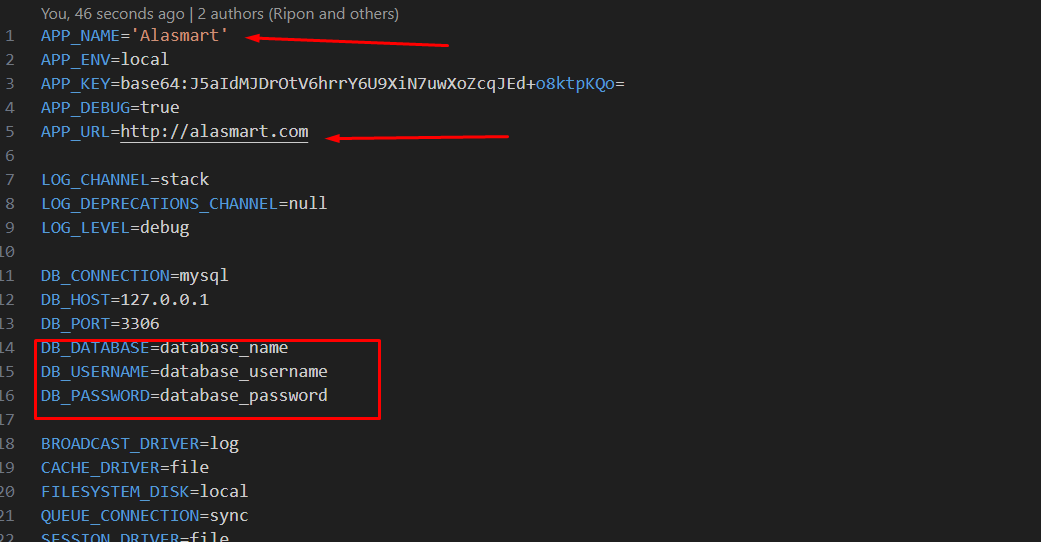 You, 46 seconds ago | 2 authors (Ripon and others)
1 APP_NAME='Alasmart'
2 APP_ENV=local
3 APP_KEY=base64:J5aIdMJDrOtV6hrrY6U9XiN7uwXoZcqJEd+o8ktpKQo=
4 APP_DEBUG=true
5 APP_URL=http://alasmart.com
6
7 LOG_CHANNEL=stack
8 LOG_DEPRECATIONS_CHANNEL=null
9 LOG_LEVEL=debug
10
11 DB_CONNECTION=mysql
12 DB_HOST=127.0.0.1
13 DB_PORT=3306
14 DB_DATABASE=database_name
15 DB_USERNAME=database_username
16 DB_PASSWORD=database_password
17
18 BROADCAST_DRIVER=log
19 CACHE_DRIVER=file
20 FILESYSTEM_DISK=local
21 QUEUE_CONNECTION=sync
22 SESSION_DRIVER=file